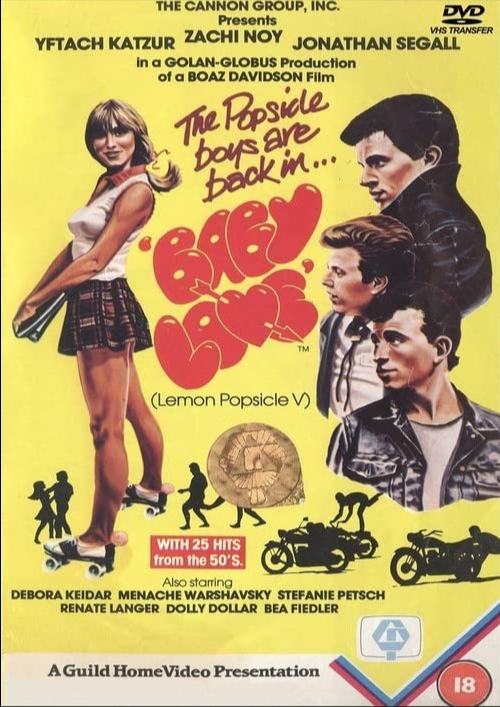 THE CANNON GROUP, INC.
Presents
YFTACH KATZUR ZACHI NOY JONATHAN SEGALL
in a GOLAN-GLOBUS Production
of a BOAZ DAVIDSON Film
DVD
VHS TRANSFER
The Popsicle
boys are
back in...
'BABY
LOVE'
TM
(Lemon Popsicle V)
WITH 25 HITS
from the 50'S.
Also starring
DEBORA KEIDAR MENACHE WARSHAVSKY STEFANIE PETSCH
RENATE LANGER DOLLY DOLLAR BEA FIEDLER
A Guild HomeVideo Presentation
18